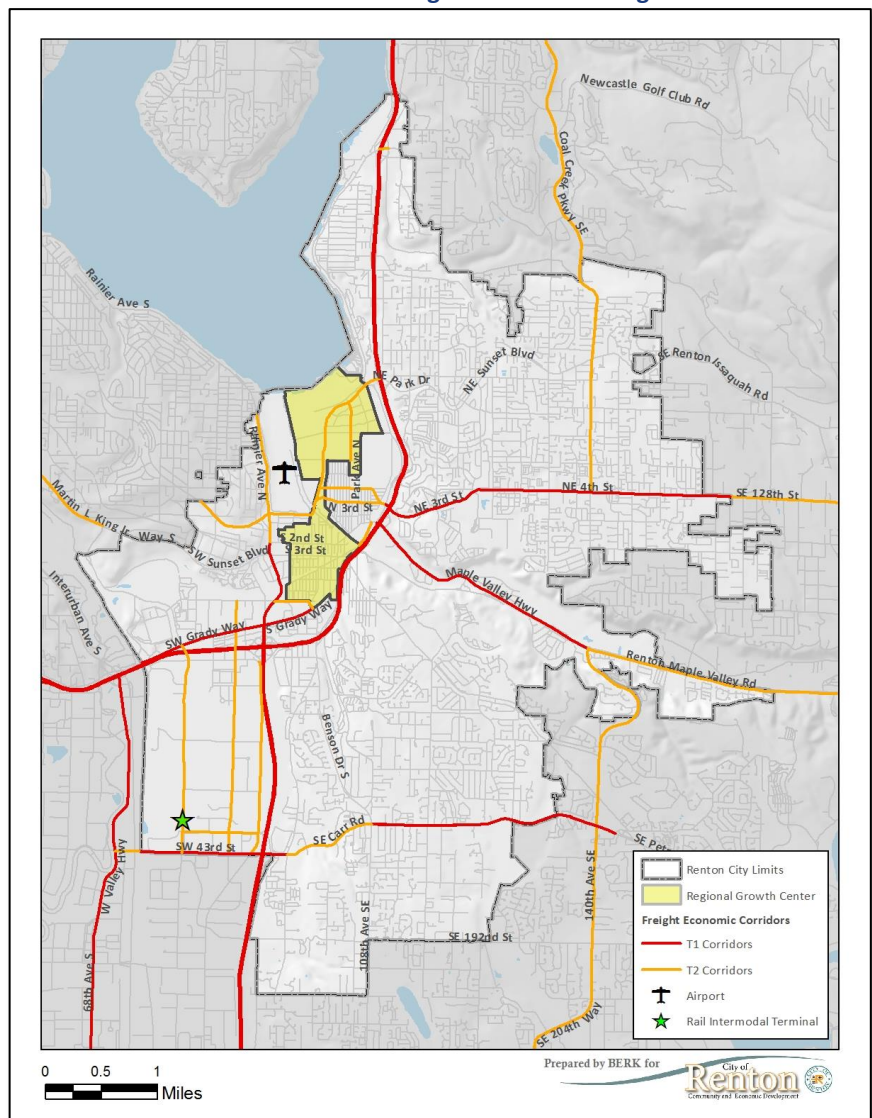 Newcastle Golf Club Rd
Coal Creek Pkwy SE
Rainier Ave S
SE Renton Issaquah Rd
NE Sunset Blvd
NE Park Dr
Rainier Ave N
Park Ave N
NE 4th St
SE 128th St
NE 3rd St
W 3rd St
Martin L King Jr Way S
SW Sunset Blvd
S 2nd St
S 3rd St
Maple Valley Hwy
Interurban Ave S
SW Grady Way
S Grady Way
Renton Maple Valley Rd
Benson Dr S
SE Carr Rd
SW 43rd St
W Valley Hwy
SE Pet
140th Ave SE
108th Ave SE
SE 192nd St
68th Ave S
SE 204th Way
Renton City Limits
Regional Growth Center
Freight Economic Corridors
T1 Corridors
T2 Corridors
Airport
Rail Intermodal Terminal
0 0.5 1
Miles
Prepared by BERK for
City of
Renton
Community and Economic Development